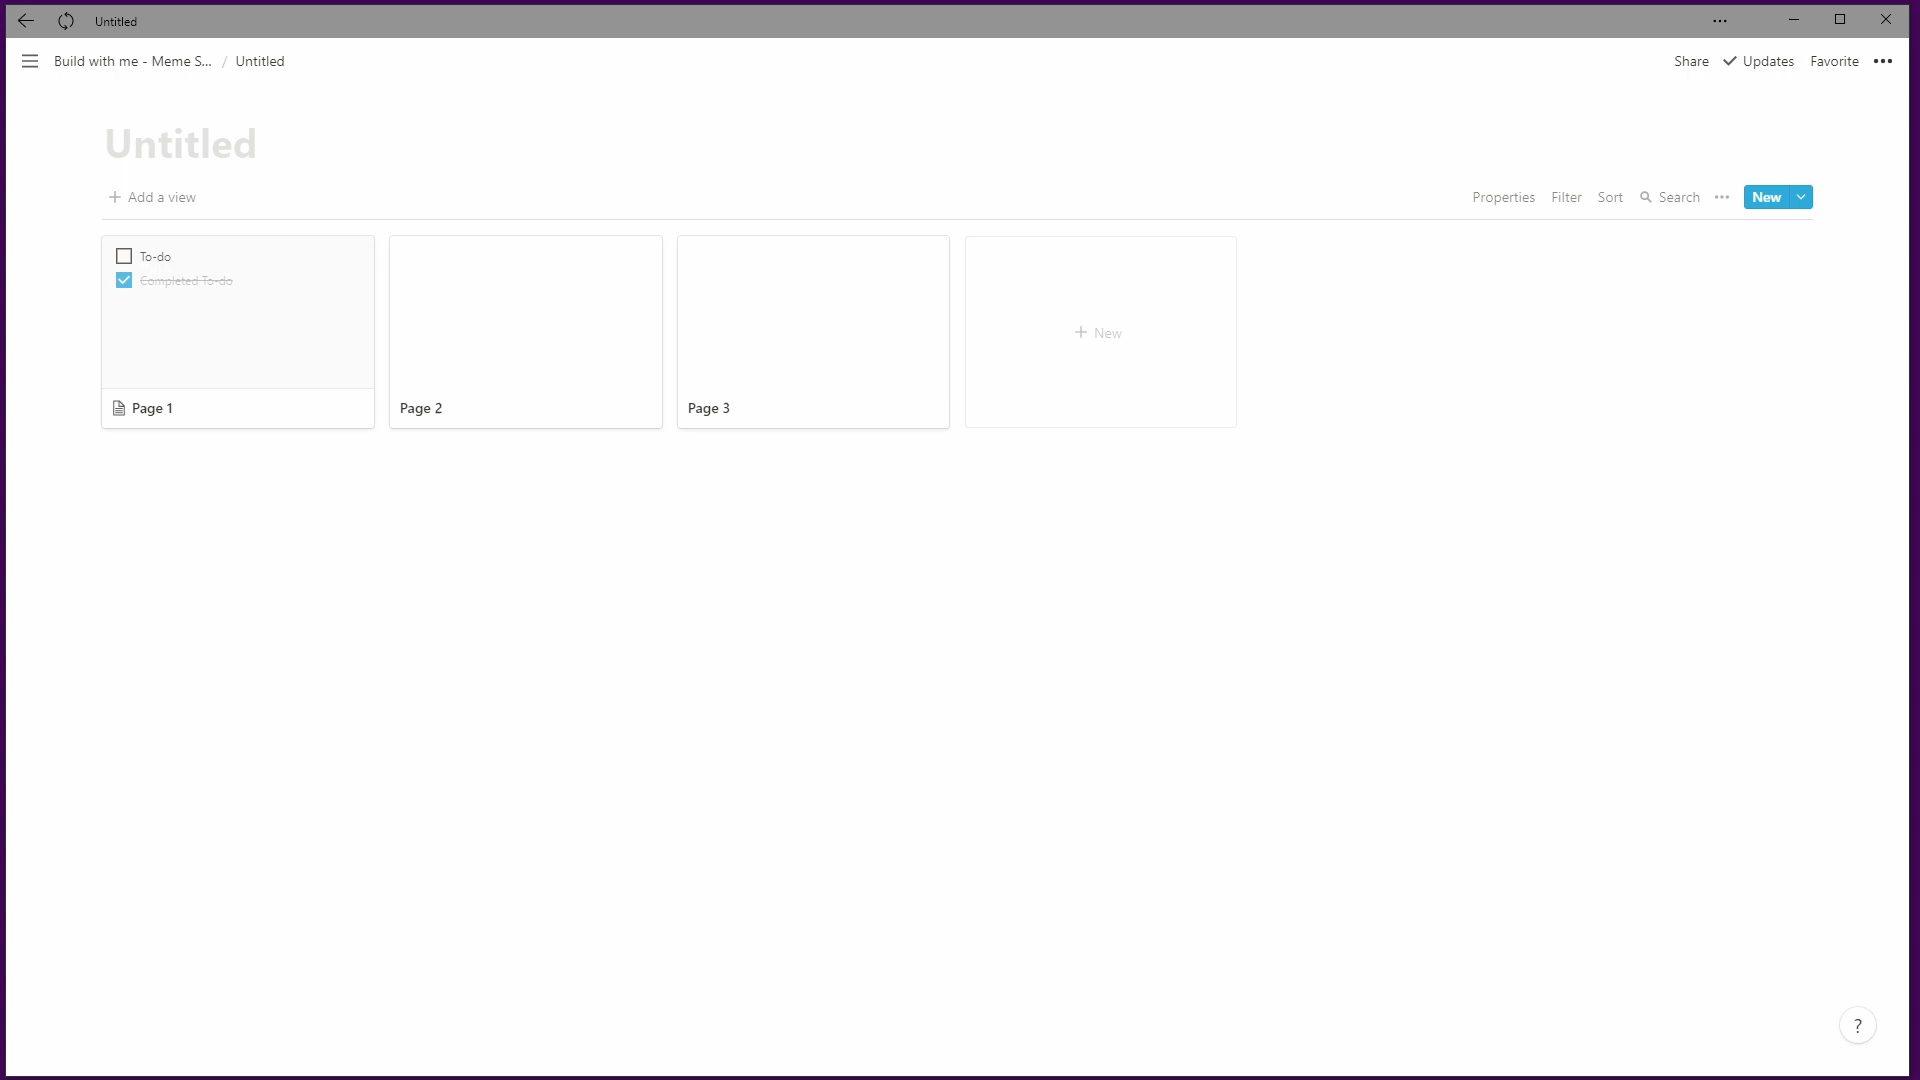 Untitled
Build with me - Meme S... / Untitled
Share Updates Favorite
Untitled
Add a view
Properties Filter Sort Search New
To-do
Completed To-do
Page 1
Page 2
Page 3
New
?